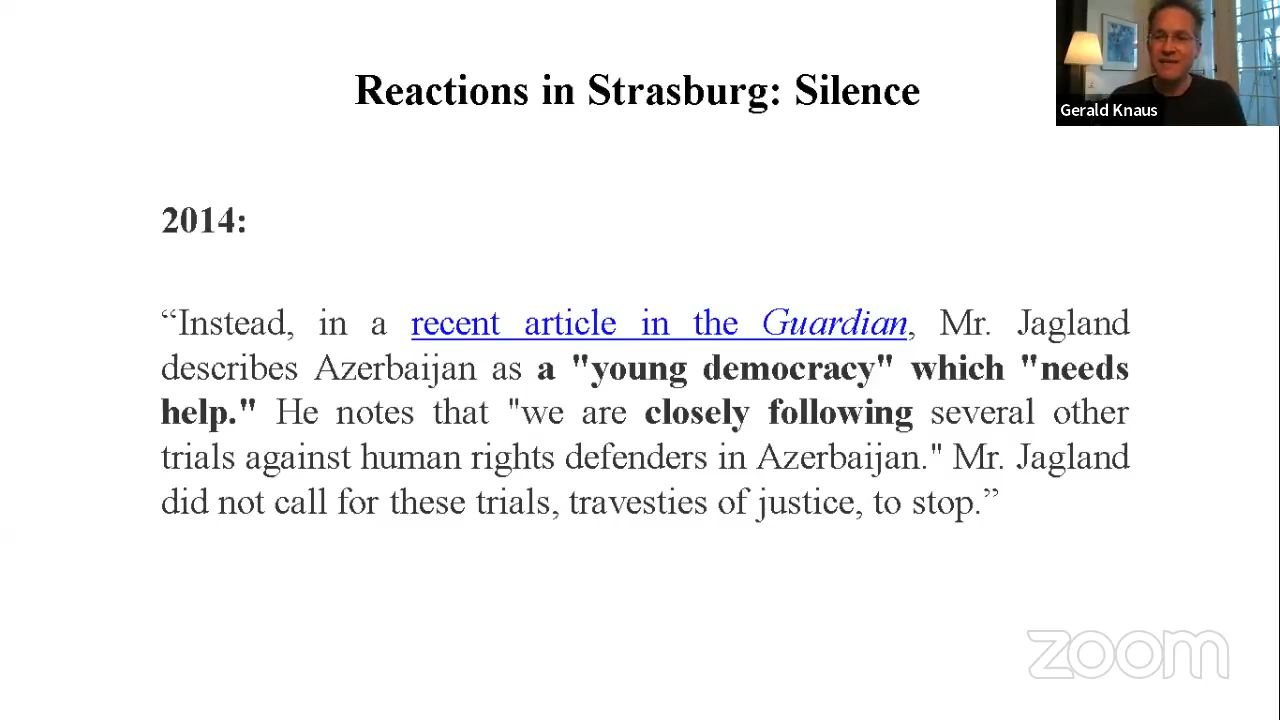 Reactions in Strasburg: Silence
Gerald Knaus
2014:
“Instead, in a recent article in the Guardian, Mr. Jagland
describes Azerbaijan as a "young democracy" which "needs
help." He notes that "we are closely following several other
trials against human rights defenders in Azerbaijan." Mr. Jagland
did not call for these trials, travesties of justice, to stop.”
zoom